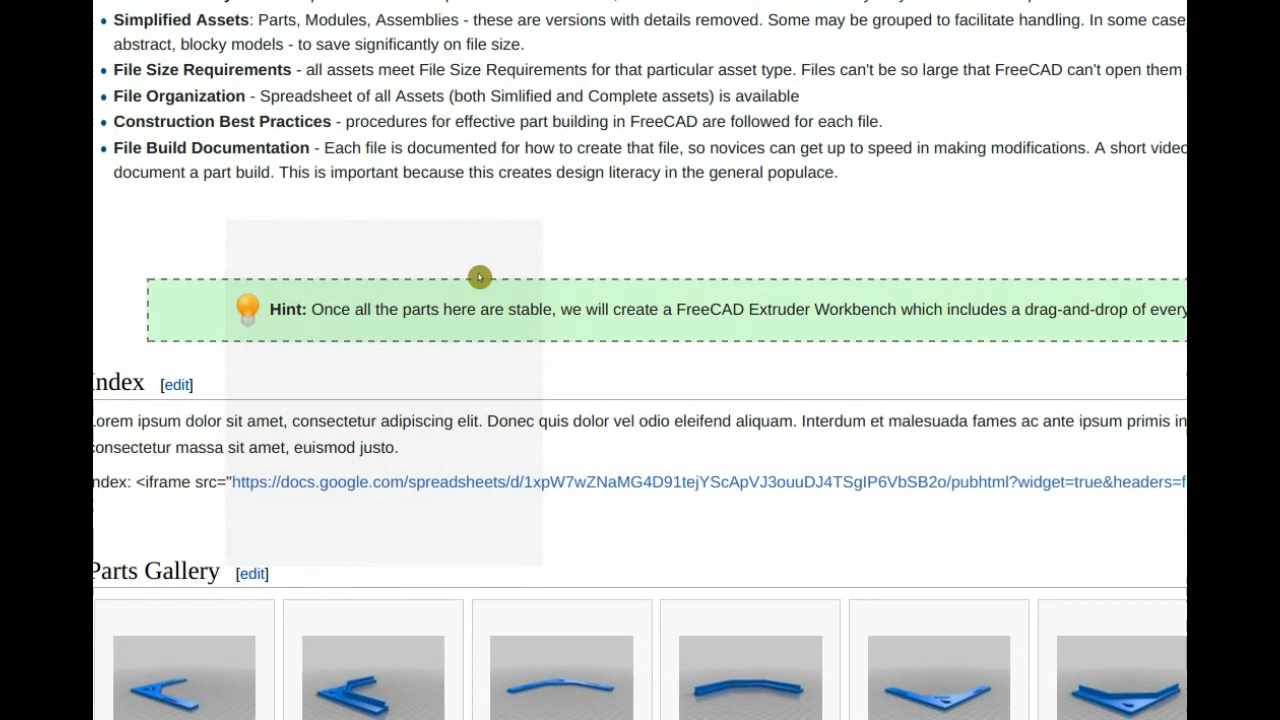 Simplified Assets: Parts, Modules, Assemblies - these are versions with details removed. Some may be grouped to facilitate handling. In some case
abstract, blocky models - to save significantly on file size.
File Size Requirements - all assets meet File Size Requirements for that particular asset type. Files can't be so large that FreeCAD can't open them
File Organization - Spreadsheet of all Assets (both Simlified and Complete assets) is available
Construction Best Practices - procedures for effective part building in FreeCAD are followed for each file.
File Build Documentation - Each file is documented for how to create that file, so novices can get up to speed in making modifications. A short video
document a part build. This is important because this creates design literacy in the general populace.
Hint: Once all the parts here are stable, we will create a FreeCAD Extruder Workbench which includes a drag-and-drop of every
Index [edit]
Lorem ipsum dolor sit amet, consectetur adipiscing elit. Donec quis dolor vel odio eleifend aliquam. Interdum et malesuada fames ac ante ipsum primis in
consectetur massa sit amet, euismod justo.
ndex: <iframe src="https://docs.google.com/spreadsheets/d/1xpW7wZNaMG4D91tejYScApVJ3ouuDJ4TSgIP6VbSB2o/pubhtml?widget=true&headers=f
Parts Gallery [edit]